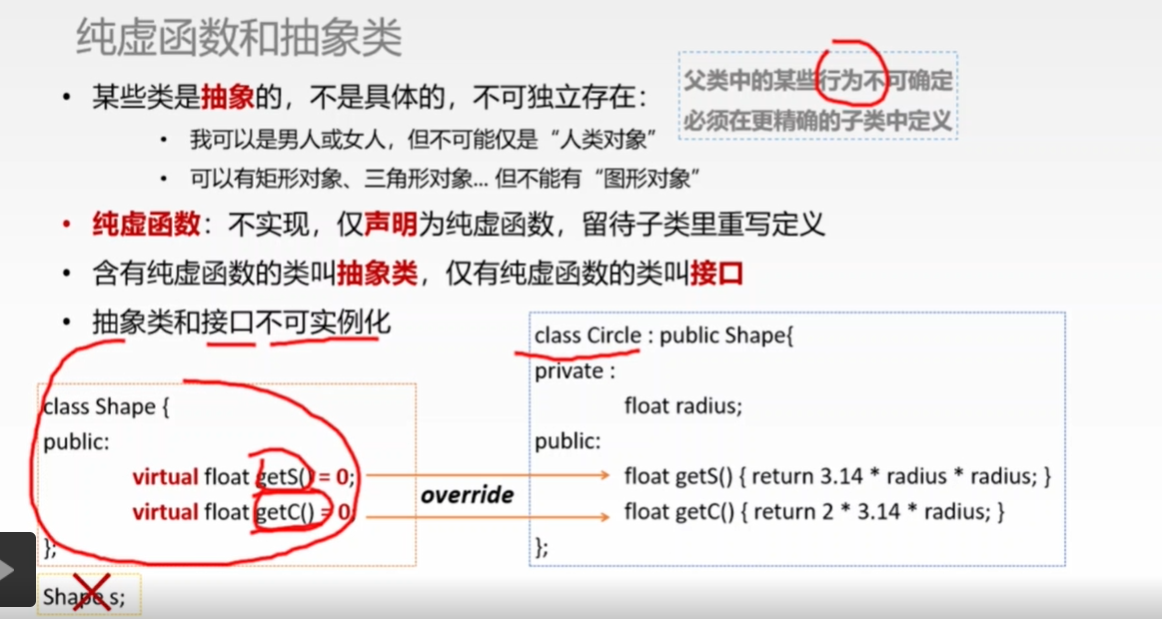 纯虚函数和抽象类
父类中的某些行为不可确定
必须在更精确的子类中定义
• 某些类是抽象的，不是具体的，不可独立存在：
• 我可以是男人或女人，但不可能仅是“人类对象”
• 可以有矩形对象、三角形对象... 但不能有“图形对象”
• 纯虚函数：不实现，仅声明为纯虚函数，留待子类里重写定义
• 含有纯虚函数的类叫抽象类，仅有纯虚函数的类叫接口
• 抽象类和接口不可实例化
class Shape {
public:
virtual float getS() = 0;
virtual float getC() = 0;
};
Shape s;
override
class Circle : public Shape{
private :
float radius;
public:
float getS() { return 3.14 * radius * radius; }
float getC() { return 2 * 3.14 * radius; }
};